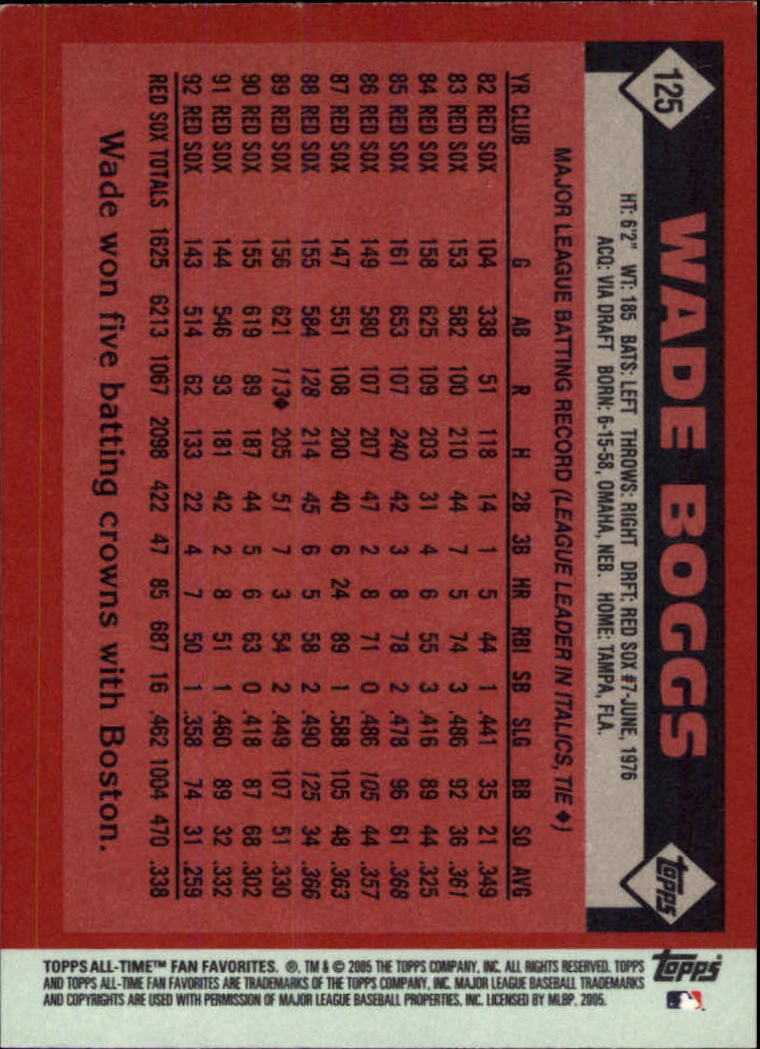 125
WADE BOGGS
Topps
HT: 6'2" WT: 185 BATS: LEFT THROWS: RIGHT DRFT: RED SOX #7-JUNE, 1976
ACQ: VIA DRAFT BORN: 6-15-58, OMAHA, NEB. HOME: TAMPA, FLA.
MAJOR LEAGUE BATTING RECORD (LEAGUE LEADER IN ITALICS, TIE ♦)
YR CLUB G AB R H 2B 3B HR RBI SB SLG BB SO AVG
82 RED SOX 104 338 51 118 14 1 5 44 1 .441 35 21 .349
83 RED SOX 153 582 100 210 44 7 5 74 3 .486 92 36 .361
84 RED SOX 158 625 109 203 31 4 6 55 3 .416 89 44 .325
85 RED SOX 161 653 107 240 42 3 8 78 2 .478 96 61 .368
86 RED SOX 149 580 107 207 47 2 8 71 0 .486 105 44 .357
87 RED SOX 147 551 108 200 40 6 24 89 1 .588 105 48 .363
88 RED SOX 155 584 128 214 45 6 5 58 2 .490 125 34 .366
89 RED SOX 156 621 113♦ 205 51 7 3 54 2 .449 107 51 .330
90 RED SOX 155 619 89 187 44 5 6 63 0 .418 87 68 .302
91 RED SOX 144 546 93 181 42 2 8 51 1 .460 89 32 .332
92 RED SOX 143 514 62 133 22 4 7 50 1 .358 74 31 .259
RED SOX TOTALS 1625 6213 1067 2098 422 47 85 687 16 .462 1004 470 .338
Wade won five batting crowns with Boston.
TOPPS ALL-TIME™ FAN FAVORITES. ®, TM & © 2005 THE TOPPS COMPANY, INC. ALL RIGHTS RESERVED. TOPPS
AND TOPPS ALL-TIME FAN FAVORITES ARE TRADEMARKS OF THE TOPPS COMPANY, INC. MAJOR LEAGUE BASEBALL TRADEMARKS
AND COPYRIGHTS ARE USED WITH PERMISSION OF MAJOR LEAGUE BASEBALL PROPERTIES, INC. LICENSED BY MLBP, 2005.
Topps